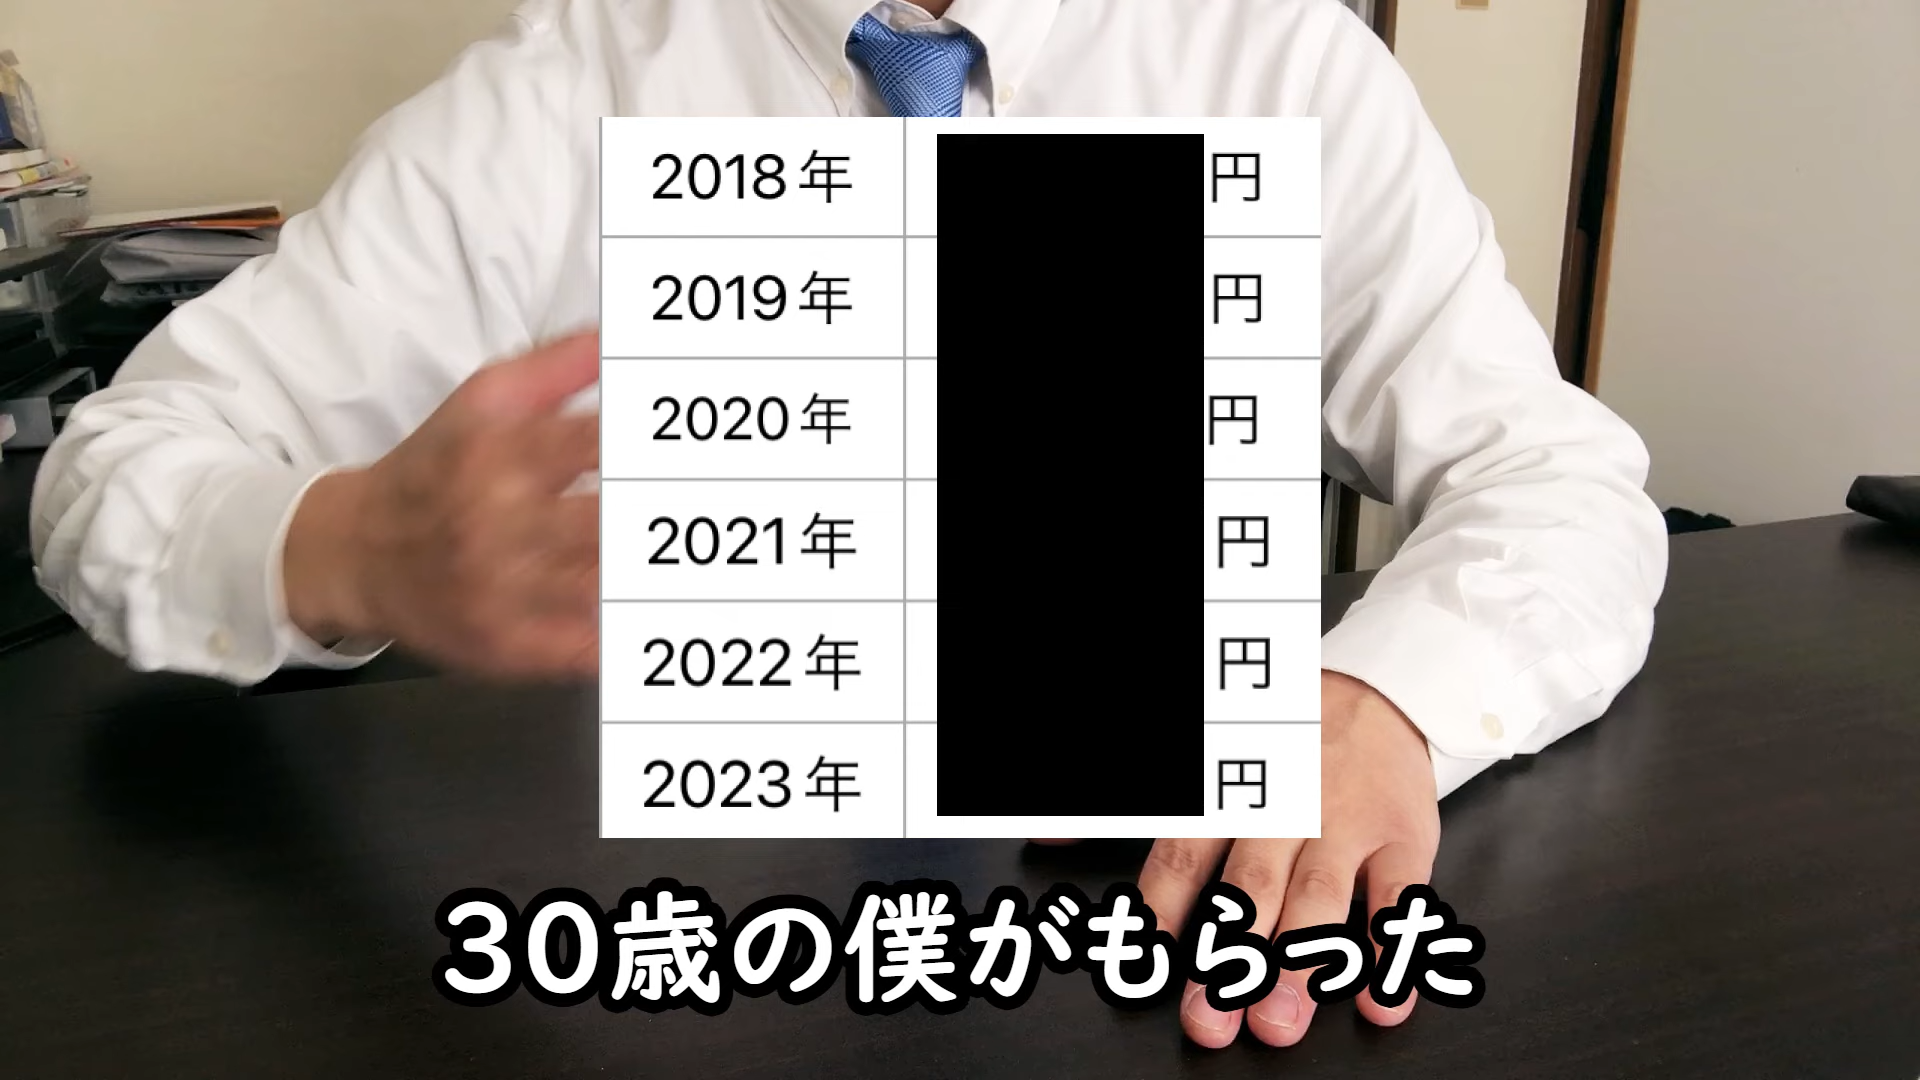 2018年 円
2019年 円
2020年 円
2021年 円
2022年 円
2023年 円
30歳の僕がもらった